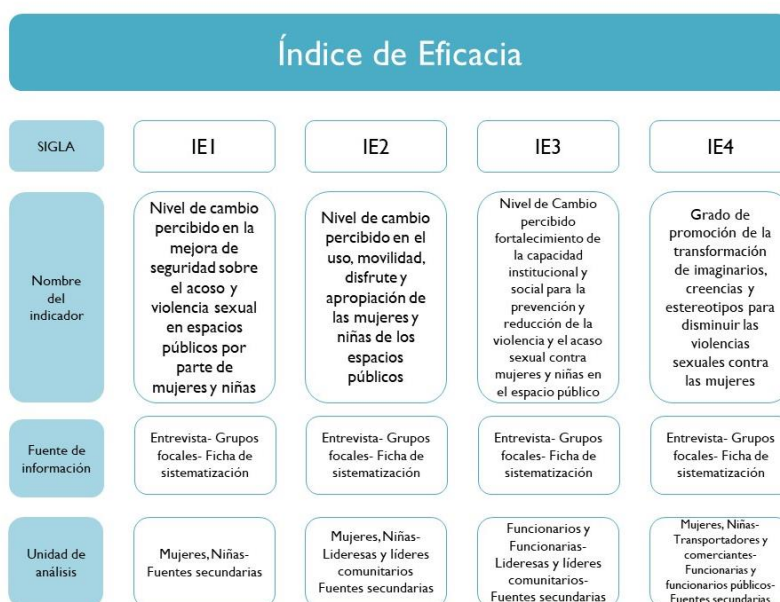 Índice de Eficacia
SIGLA
IE1
IE2
IE3
IE4
Nombre
del
indicador
Nivel de cambio
percibido en la
mejora de
seguridad sobre
el acoso y
violencia sexual
en espacios
públicos por
parte de
mujeres y niñas
Nivel de cambio
percibido en el
uso, movilidad,
disfrute y
apropiación de
las mujeres y
niñas de los
espacios
públicos
Nivel de Cambio
percibido
fortalecimiento de
la capacidad
institucional y
social para la
prevención y
reducción de la
violencia y el acaso
sexual contra
mujeres y niñas en
el espacio público
Grado de
promoción de la
transformación
de imaginarios,
creencias y
estereotipos para
disminuir las
violencias
sexuales contra
las mujeres
Fuente de
información
Entrevista- Grupos
focales- Ficha de
sistematización
Entrevista- Grupos
focales- Ficha de
sistematización
Entrevista- Grupos
focales- Ficha de
sistematización
Entrevista- Grupos
focales- Ficha de
sistematización
Unidad de
análisis
Mujeres, Niñas-
Fuentes secundarias
Mujeres, Niñas-
Lideresas y líderes
comunitarios
Fuentes secundarias
Funcionarios y
Funcionarias-
Lideresas y líderes
comunitarios-
Fuentes secundarias
Mujeres, Niñas-
Transportadores y
comerciantes-
Funcionarias y
funcionarios públicos-
Fuentes secundarias